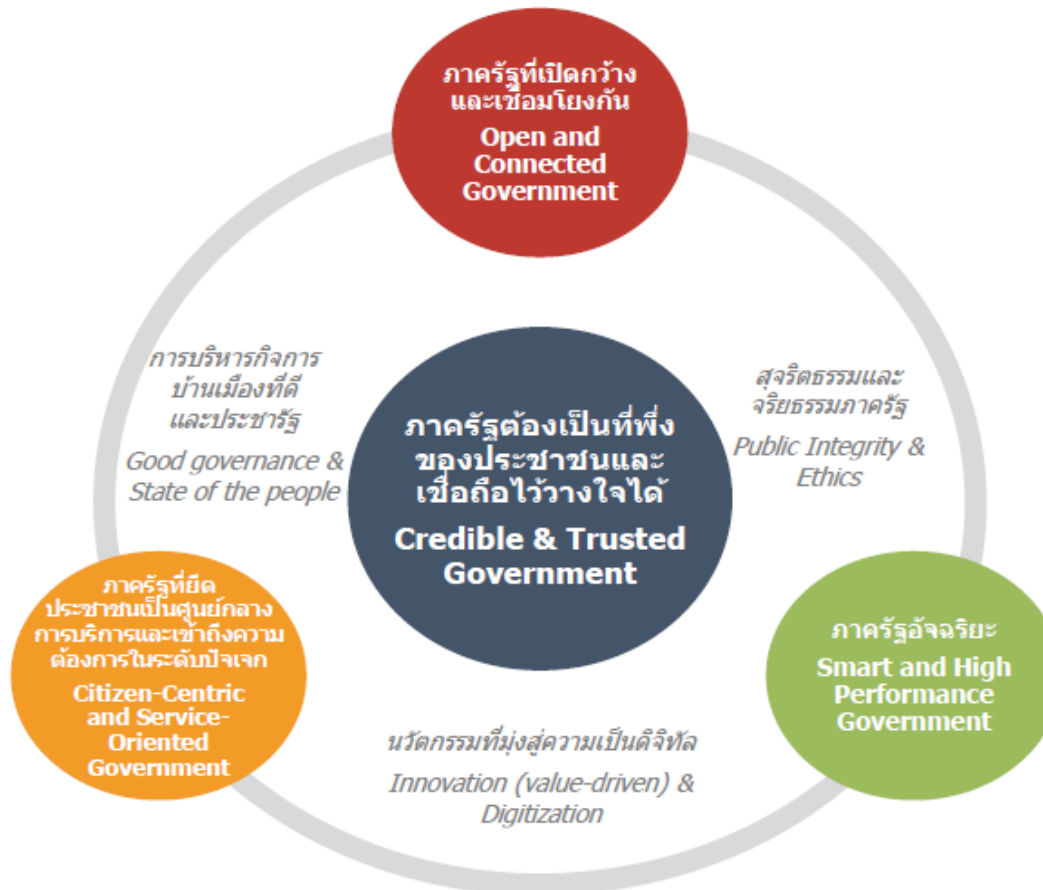 ภาครัฐที่เปิดกว้าง
และเชื่อมโยงกัน
Open and
Connected
Government
การบริหารกิจการ
บ้านเมืองที่ดี
และประชารัฐ
Good governance &
State of the people
สุจริตธรรมและ
จริยธรรมภาครัฐ
Public Integrity &
Ethics
ภาครัฐต้องเป็นที่พึ่ง
ของประชาชนและ
เชื่อถือไว้วางใจได้
Credible & Trusted
Government
ภาครัฐที่ยึด
ประชาชนเป็นศูนย์กลาง
การบริการและเข้าถึงความ
ต้องการในระดับปัจเจก
Citizen-Centric
and Service-
Oriented
Government
ภาครัฐอัจฉริยะ
Smart and High
Performance
Government
นวัตกรรมที่มุ่งสู่ความเป็นดิจิทัล
Innovation (value-driven) &
Digitization